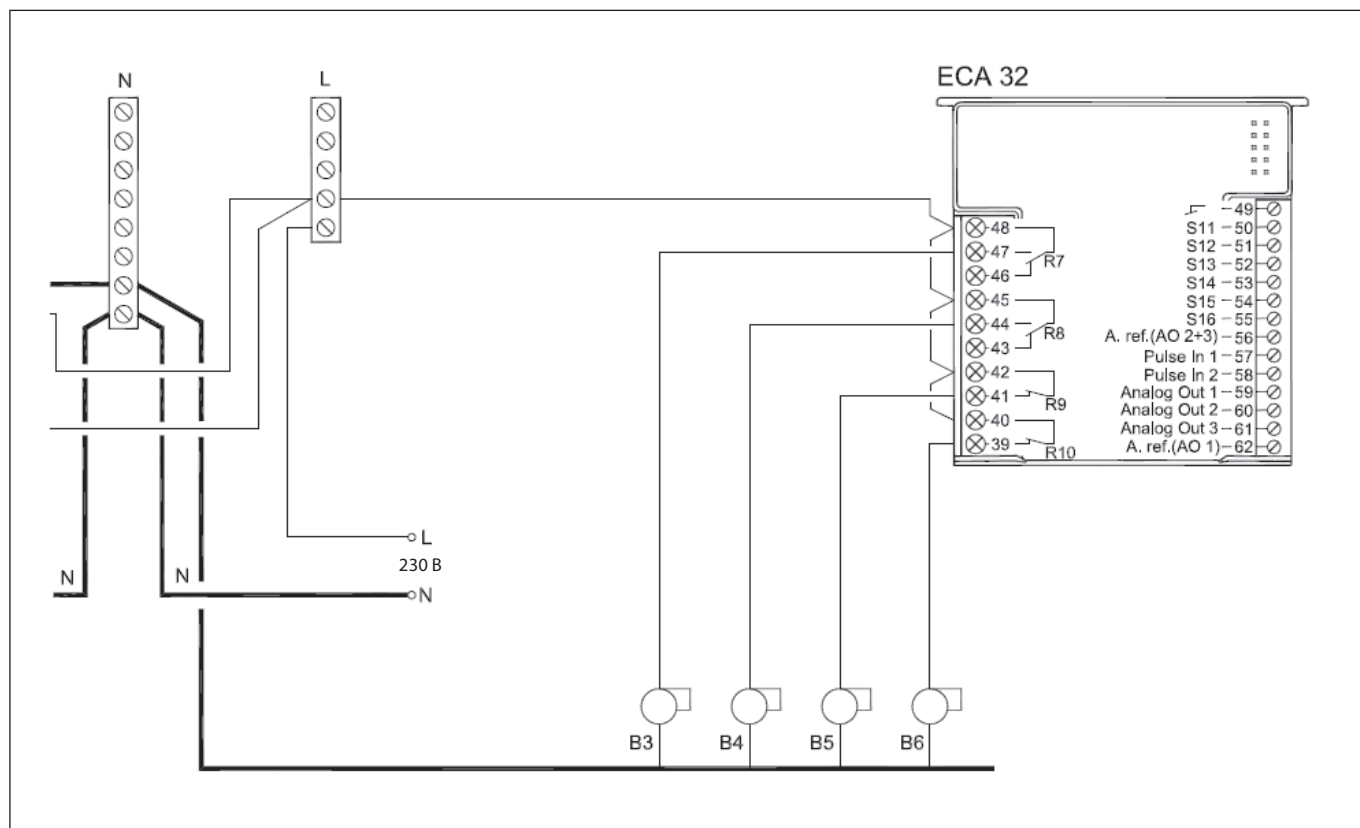 N
L
ECA 32
48
47
R7
46
45
44
R8
43
42
41
R9
40
39
R10
49
S11 50
S12 51
S13 52
S14 53
S15 54
S16 55
A. ref.(AO 2+3) 56
Pulse In 1 57
Pulse In 2 58
Analog Out 1 59
Analog Out 2 60
Analog Out 3 61
A. ref.(AO 1) 62
L
230 В
N
N
N
B3
B4
B5
B6